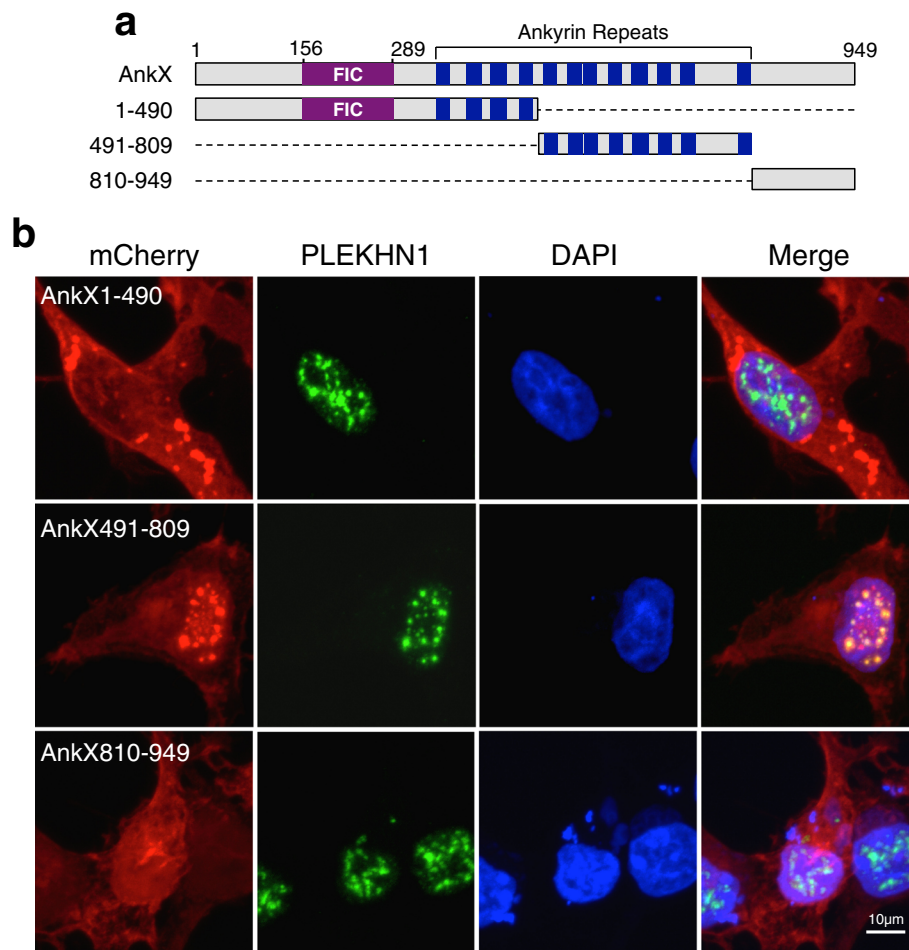 a
Ankyrin Repeats
1 156 289 949
AnkX FIC
1-490 FIC
491-809
810-949
b
mCherry PLEKHN1 DAPI Merge
AnkX1-490
AnkX491-809
AnkX810-949
10µm